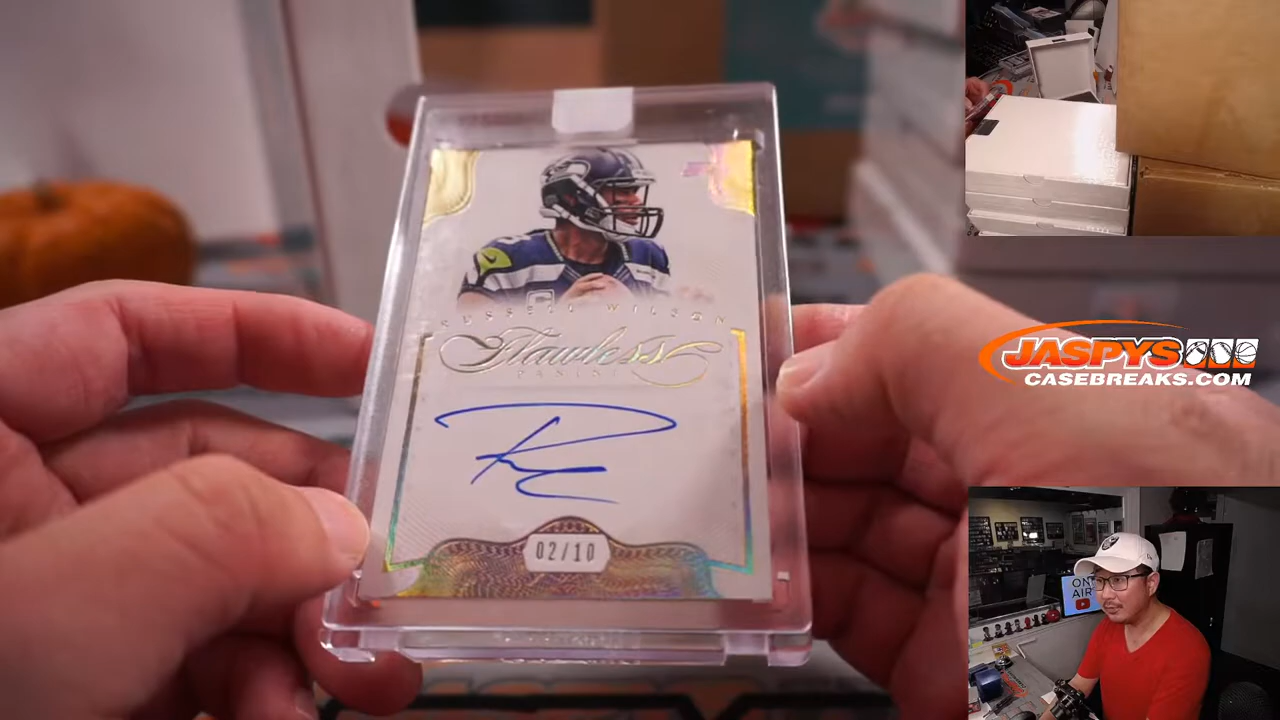 RUSSELL WILSON
Flawless
PANINI
02/10
JASPYS
CASEBREAKS.COM
ON
AIR